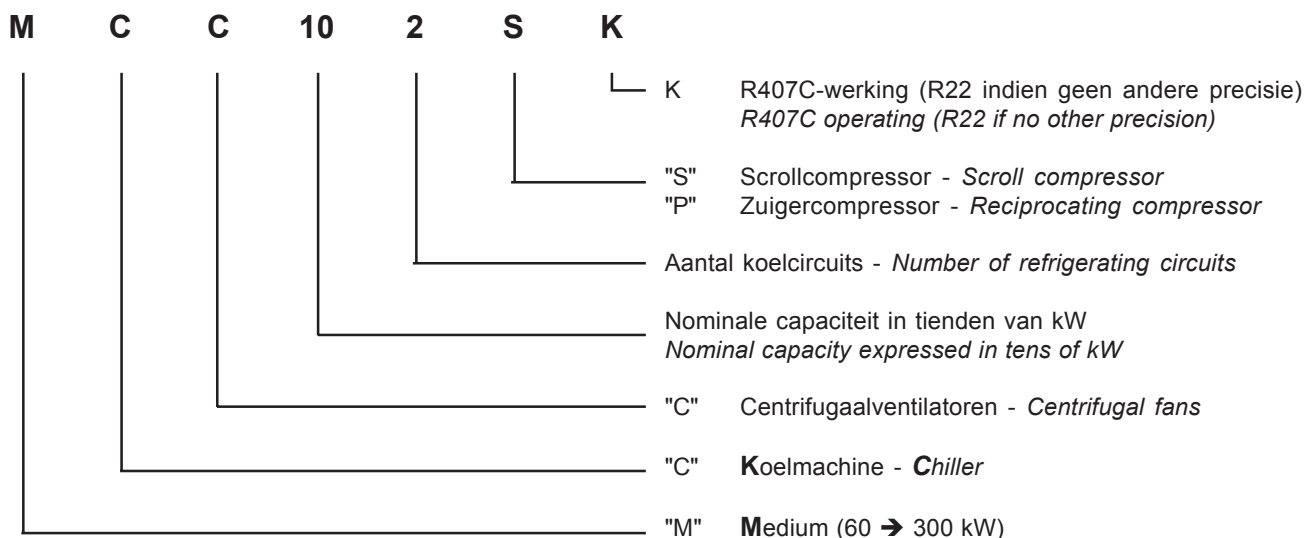 M C C 10 2 S K
K R407C-werking (R22 indien geen andere precisie)
R407C operating (R22 if no other precision)
"S" Scrollcompressor - Scroll compressor
"P" Zuigercompressor - Reciprocating compressor
Aantal koelcircuits - Number of refrigerating circuits
Nominale capaciteit in tienden van kW
Nominal capacity expressed in tens of kW
"C" Centrifugaalventilatoren - Centrifugal fans
"C" Koelmachine - Chiller
"M" Medium (60 ➔ 300 kW)